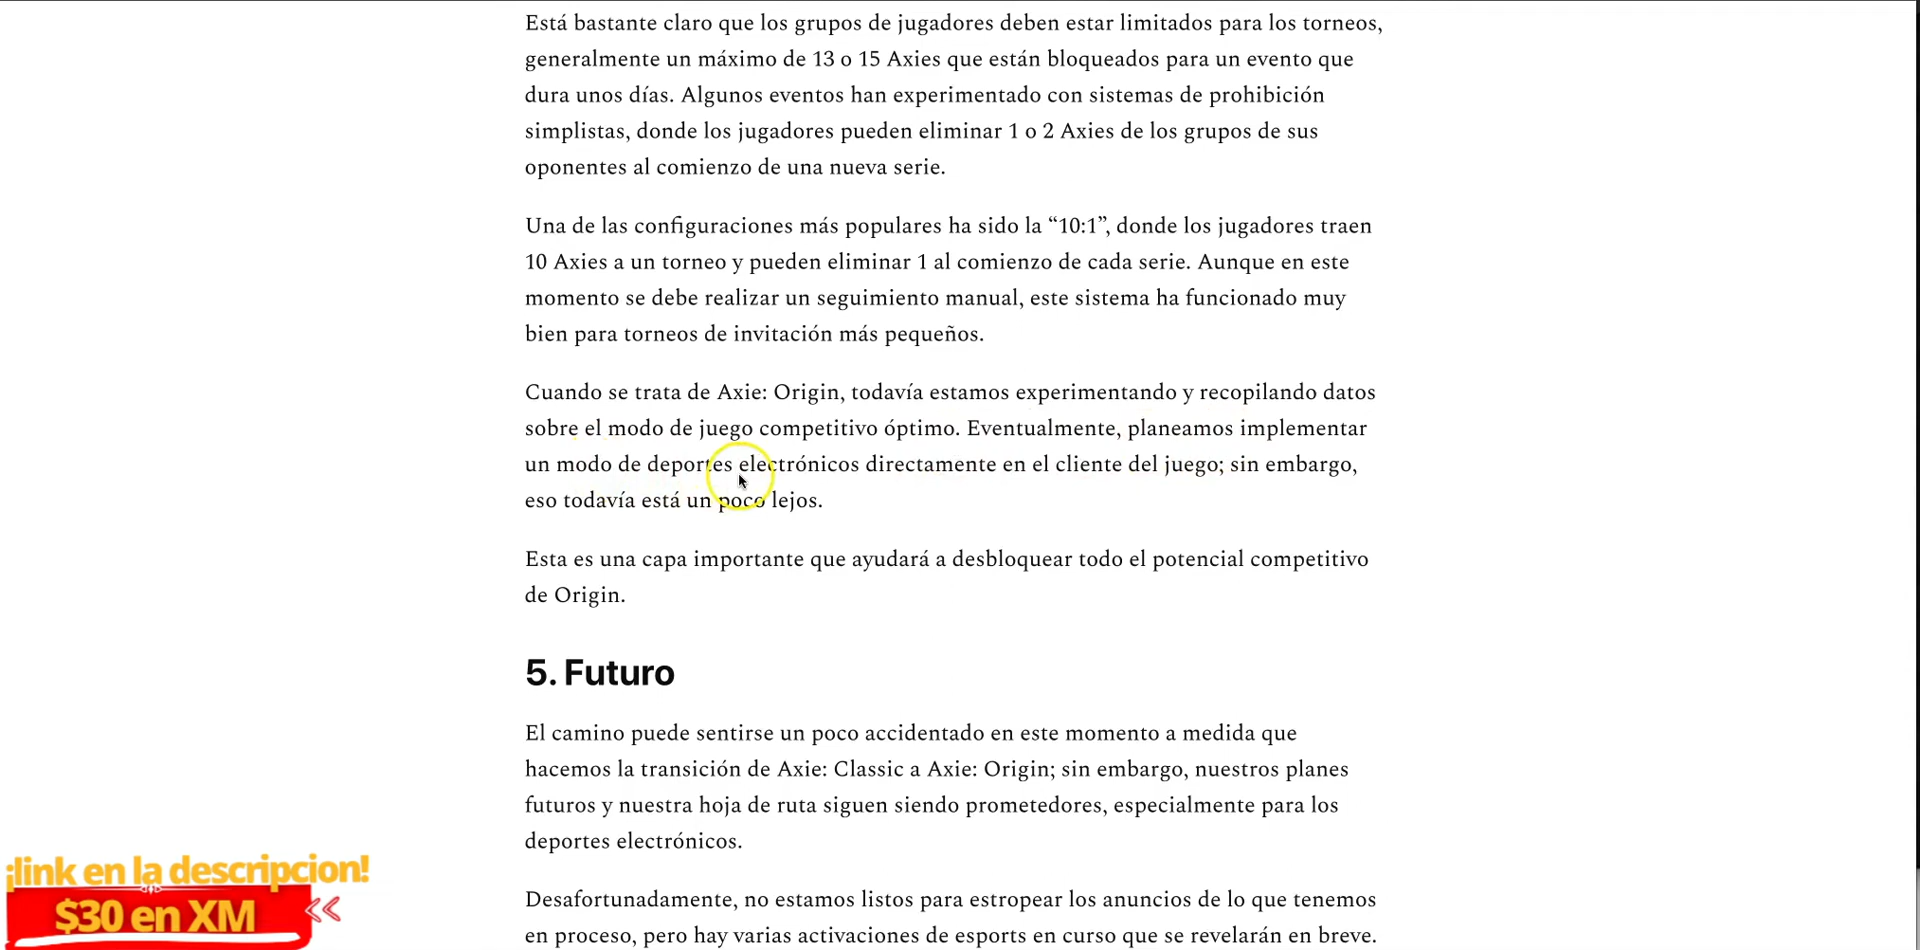 Está bastante claro que los grupos de jugadores deben estar limitados para los torneos,
generalmente un máximo de 13 o 15 Axies que están bloqueados para un evento que
dura unos días. Algunos eventos han experimentado con sistemas de prohibición
simplistas, donde los jugadores pueden eliminar 1 o 2 Axies de los grupos de sus
oponentes al comienzo de una nueva serie.
Una de las configuraciones más populares ha sido la “10:1”, donde los jugadores traen
10 Axies a un torneo y pueden eliminar 1 al comienzo de cada serie. Aunque en este
momento se debe realizar un seguimiento manual, este sistema ha funcionado muy
bien para torneos de invitación más pequeños.
Cuando se trata de Axie: Origin, todavía estamos experimentando y recopilando datos
sobre el modo de juego competitivo óptimo. Eventualmente, planeamos implementar
un modo de deportes electrónicos directamente en el cliente del juego; sin embargo,
eso todavía está un poco lejos.
Esta es una capa importante que ayudará a desbloquear todo el potencial competitivo
de Origin.
5. Futuro
El camino puede sentirse un poco accidentado en este momento a medida que
hacemos la transición de Axie: Classic a Axie: Origin; sin embargo, nuestros planes
futuros y nuestra hoja de ruta siguen siendo prometedores, especialmente para los
deportes electrónicos.
Desafortunadamente, no estamos listos para estropear los anuncios de lo que tenemos
en proceso, pero hay varias activaciones de esports en curso que se revelarán en breve.
¡link en la descripcion!
$30 en XM <<